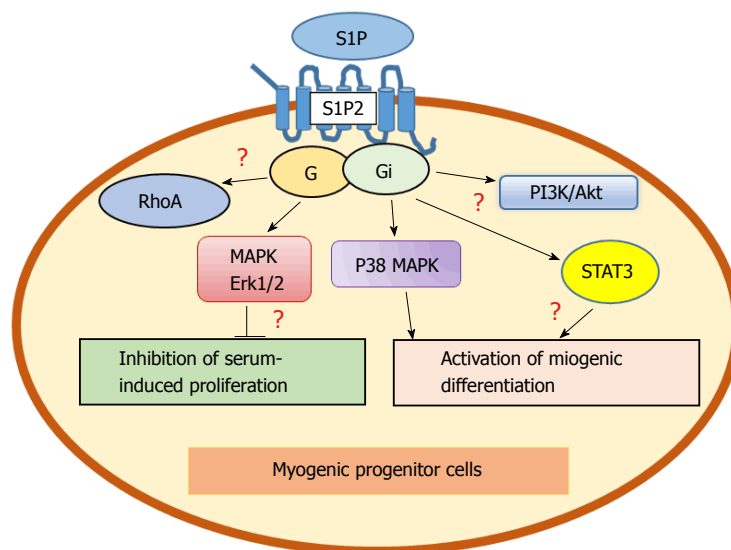 S1P
S1P2
?
G
Gi
RhoA
PI3K/Akt
?
MAPK
Erk1/2
P38 MAPK
STAT3
?
?
Inhibition of serum-
induced proliferation
Activation of miogenic
differentiation
Myogenic progenitor cells